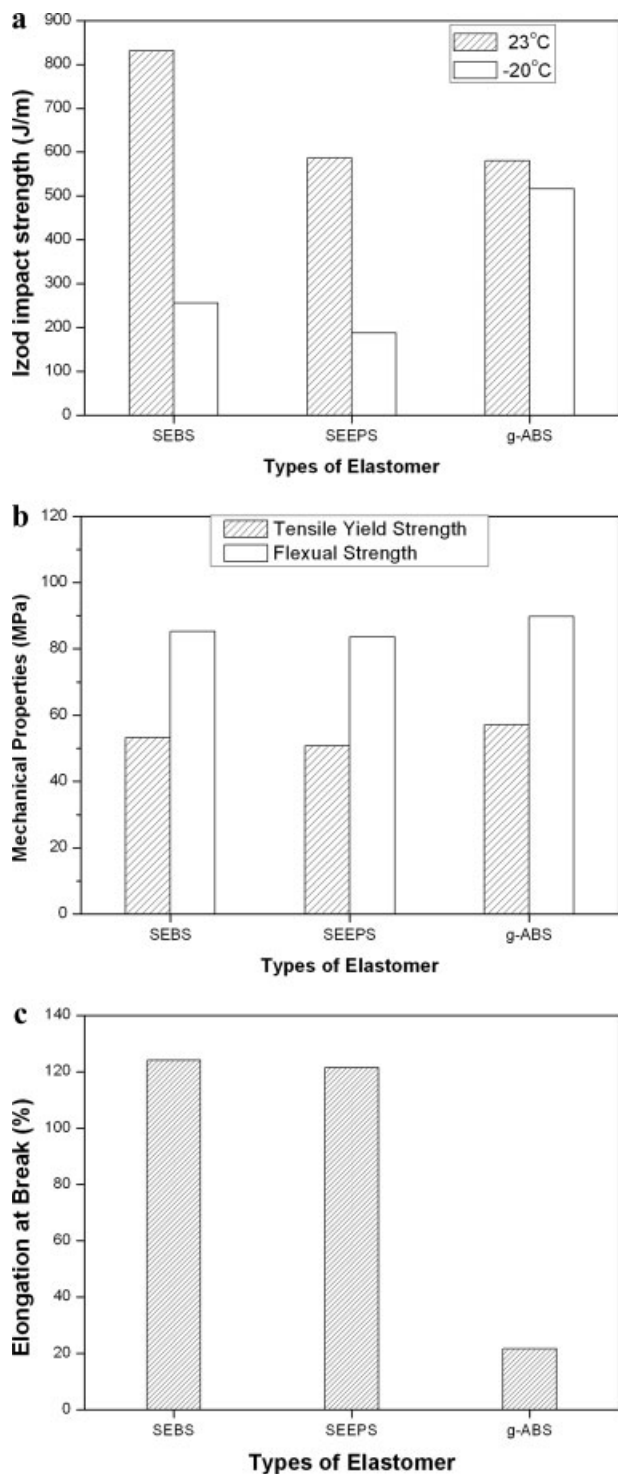 a
900
800
700
600
500
400
300
200
100
0
Izod impact strength (J/m)
23°C
-20°C
SEBS SEEPS g-ABS
Types of Elastomer
b
120
100
80
60
40
20
0
Mechanical Properties (MPa)
Tensile Yield Strength
Flexual Strength
SEBS SEEPS g-ABS
Types of Elastomer
c
140
120
100
80
60
40
20
0
Elongation at Break (%)
SEBS SEEPS g-ABS
Types of Elastomer